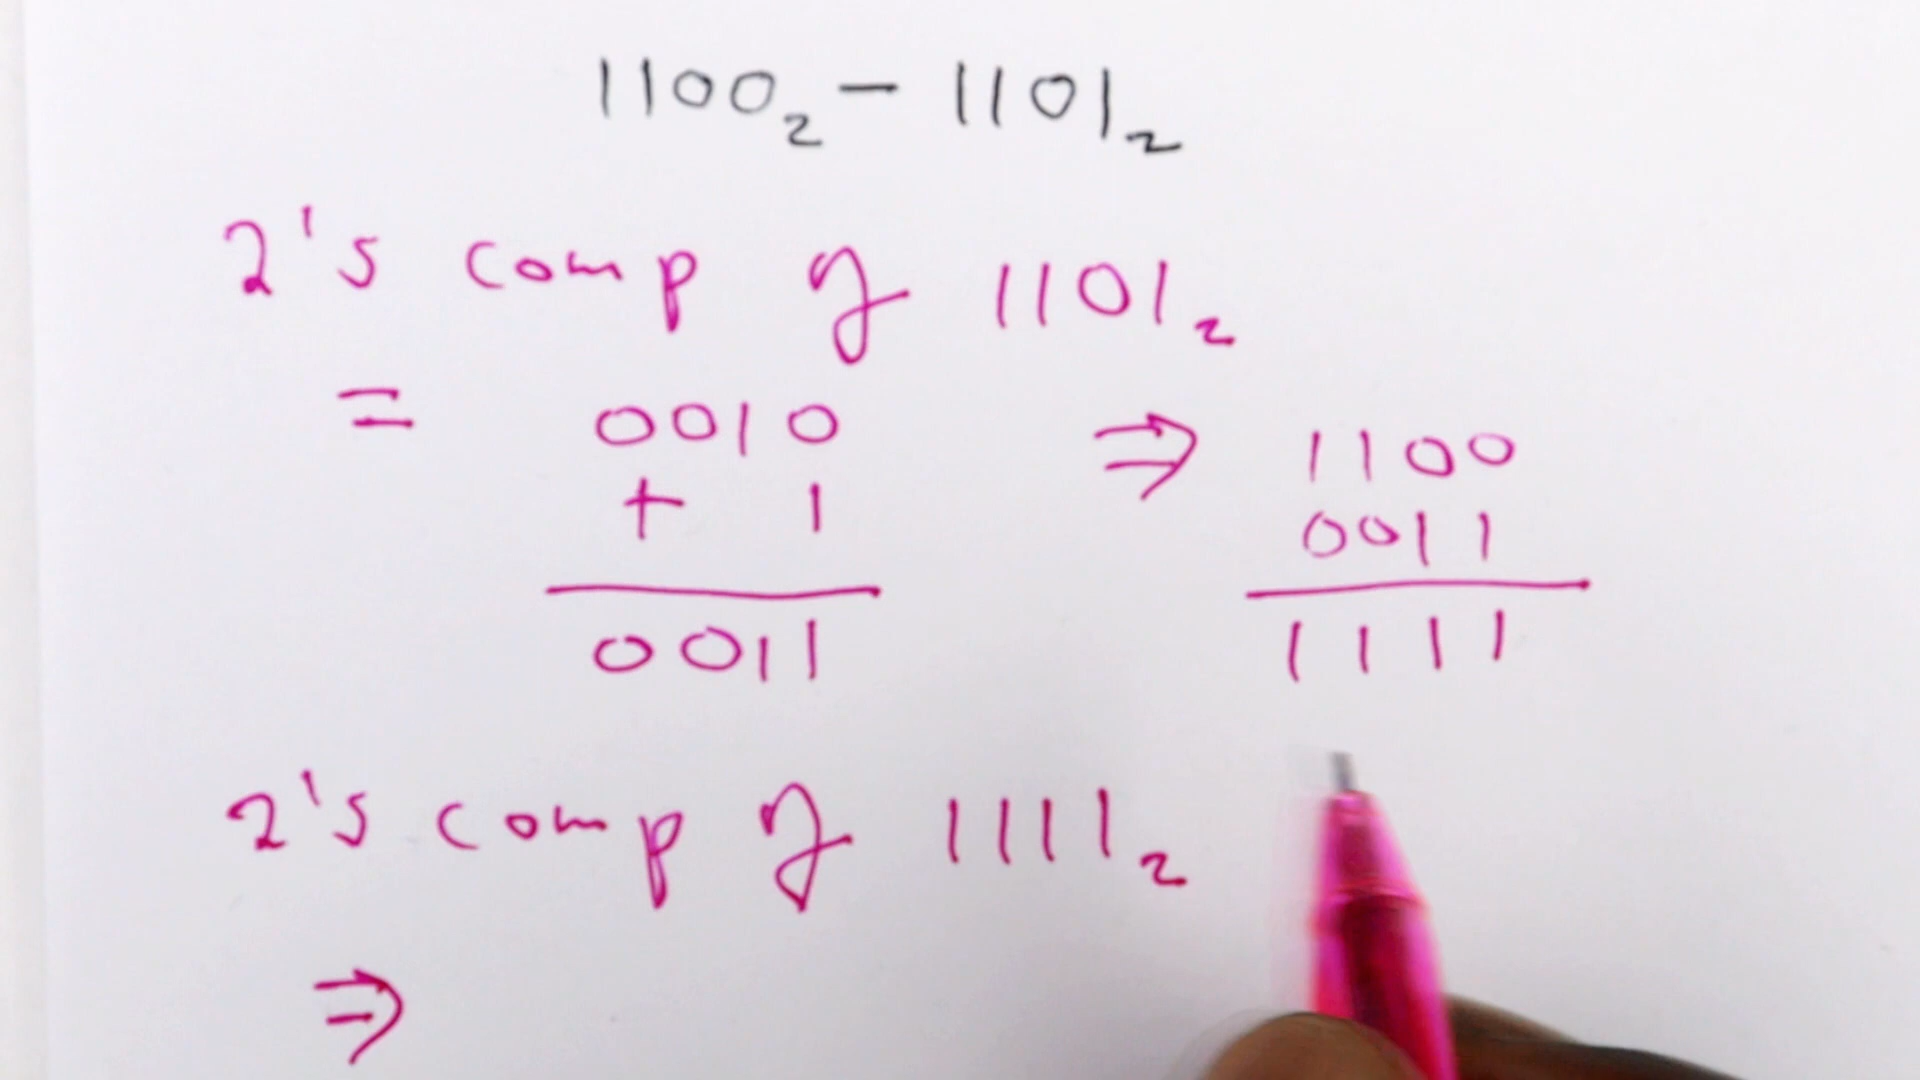 1100₂ - 1101₂
2's comp of 1101₂
= 0010 ⇒ 1100
+ 1 0011
0011 1111
2's comp of 1111₂
⇒